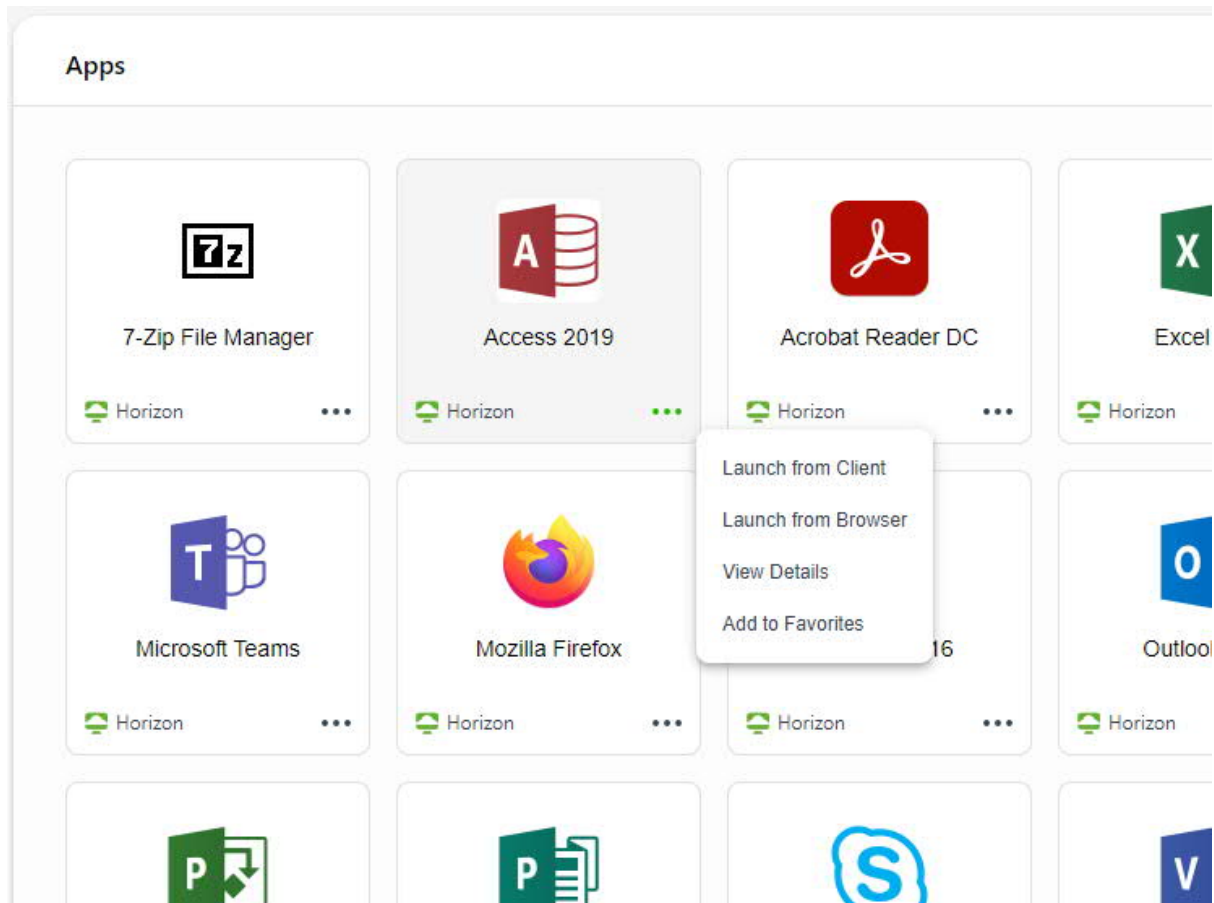 Apps
7z
A
X
7-Zip File Manager
Access 2019
Acrobat Reader DC
Excel
Horizon
Horizon
Horizon
Horizon
Launch from Client
Launch from Browser
View Details
Add to Favorites
T
O
Microsoft Teams
Mozilla Firefox
16
Outlook
Horizon
Horizon
Horizon
Horizon
P
P
S
V